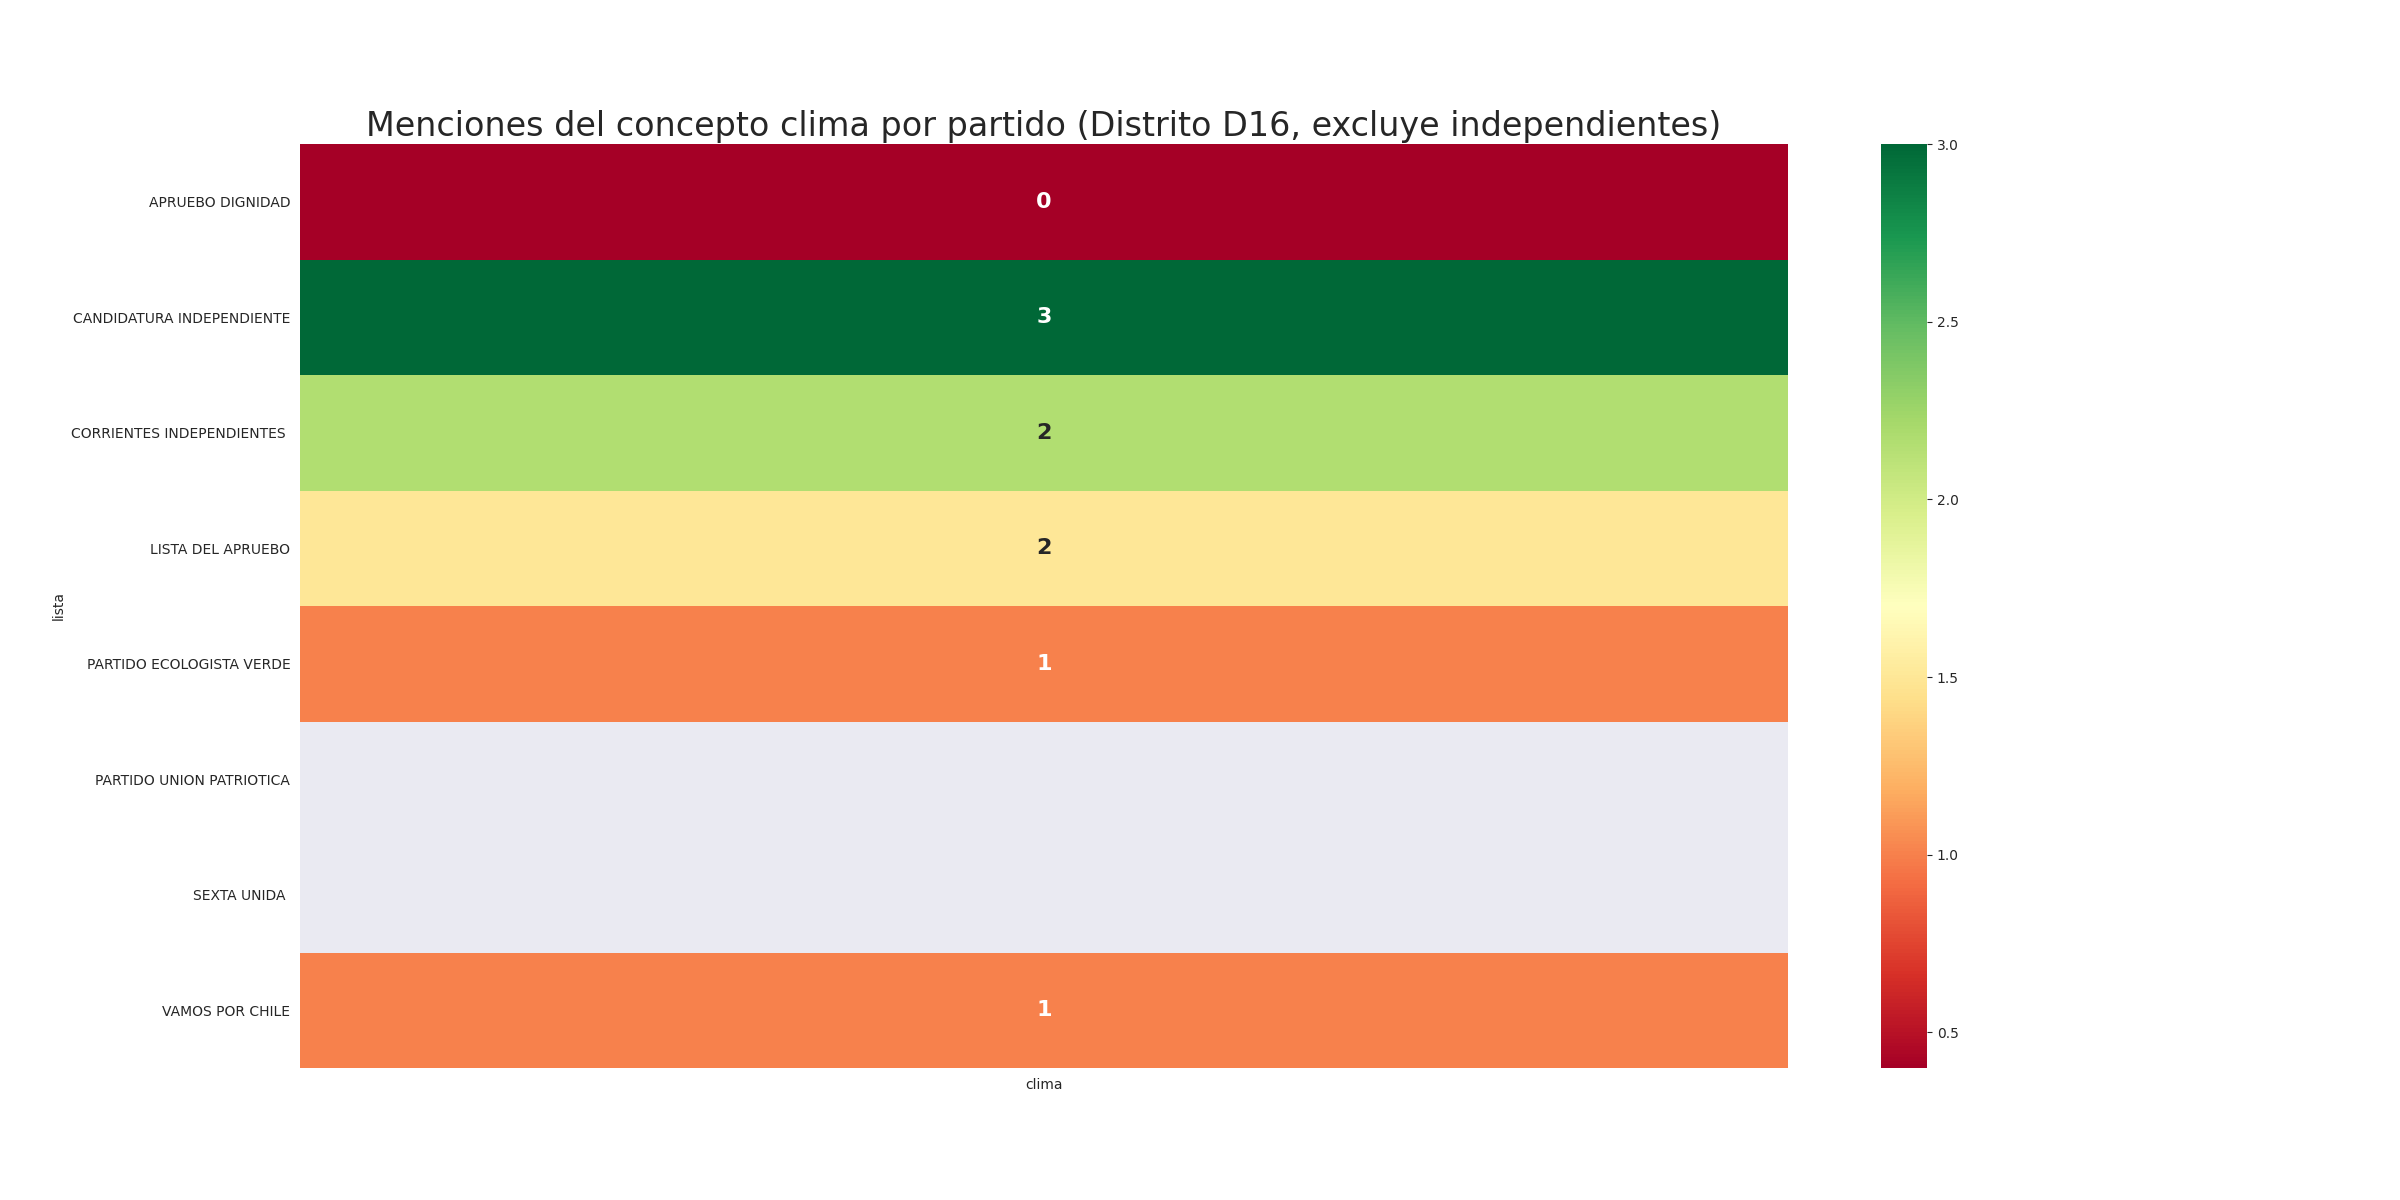 Menciones del concepto clima por partido (Distrito D16, excluye independientes)
APRUEBO DIGNIDAD
0
CANDIDATURA INDEPENDIENTE
3
CORRIENTES INDEPENDIENTES
2
LISTA DEL APRUEBO
2
PARTIDO ECOLOGISTA VERDE
1
PARTIDO UNION PATRIOTICA
SEXTA UNIDA
VAMOS POR CHILE
1
lista
clima
3.0
2.5
2.0
1.5
1.0
0.5